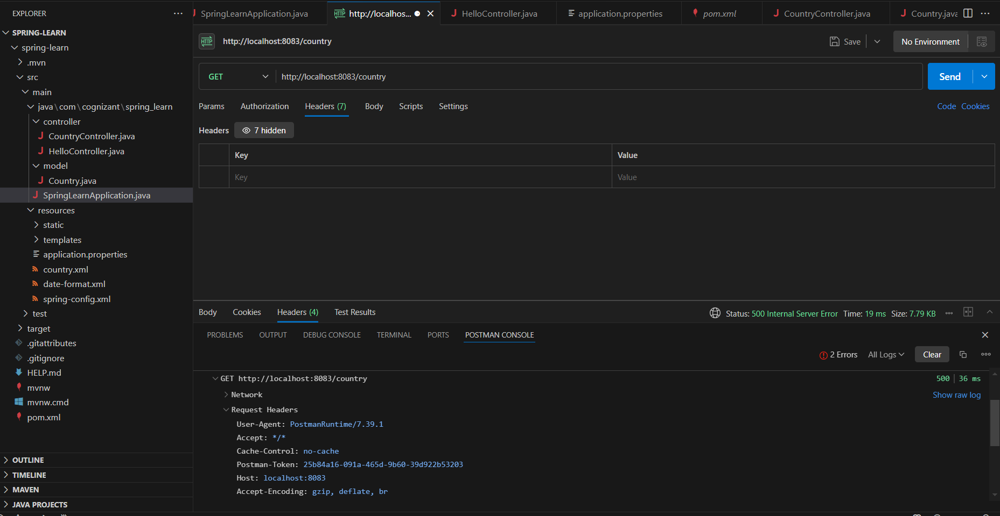 EXPLORER
SPRING-LEARN
spring-learn
.mvn
src
main
java\com\cognizant\spring_learn
controller
CountryController.java
HelloController.java
model
Country.java
SpringLearnApplication.java
resources
static
templates
application.properties
country.xml
date-format.xml
spring-config.xml
test
target
.gitattributes
.gitignore
HELP.md
mvnw
mvnw.cmd
pom.xml
OUTLINE
TIMELINE
MAVEN
JAVA PROJECTS
SpringLearnApplication.java
HTTP http://localhos...
HelloController.java
application.properties
pom.xml
CountryController.java
Country.java
HTTP http://localhost:8083/country
Save
No Environment
GET http://localhost:8083/country Send
Params Authorization Headers (7) Body Scripts Settings Code Cookies
Headers 7 hidden
Key Value
Key Value
Body Cookies Headers (4) Test Results Status: 500 Internal Server Error Time: 19 ms Size: 7.79 KB
PROBLEMS OUTPUT DEBUG CONSOLE TERMINAL PORTS POSTMAN CONSOLE
2 Errors All Logs Clear
GET http://localhost:8083/country 500 36 ms
Network Show raw log
Request Headers
User-Agent: PostmanRuntime/7.39.1
Accept: */*
Cache-Control: no-cache
Postman-Token: 25b84a16-091a-465d-9b60-39d922b53203
Host: localhost:8083
Accept-Encoding: gzip, deflate, br